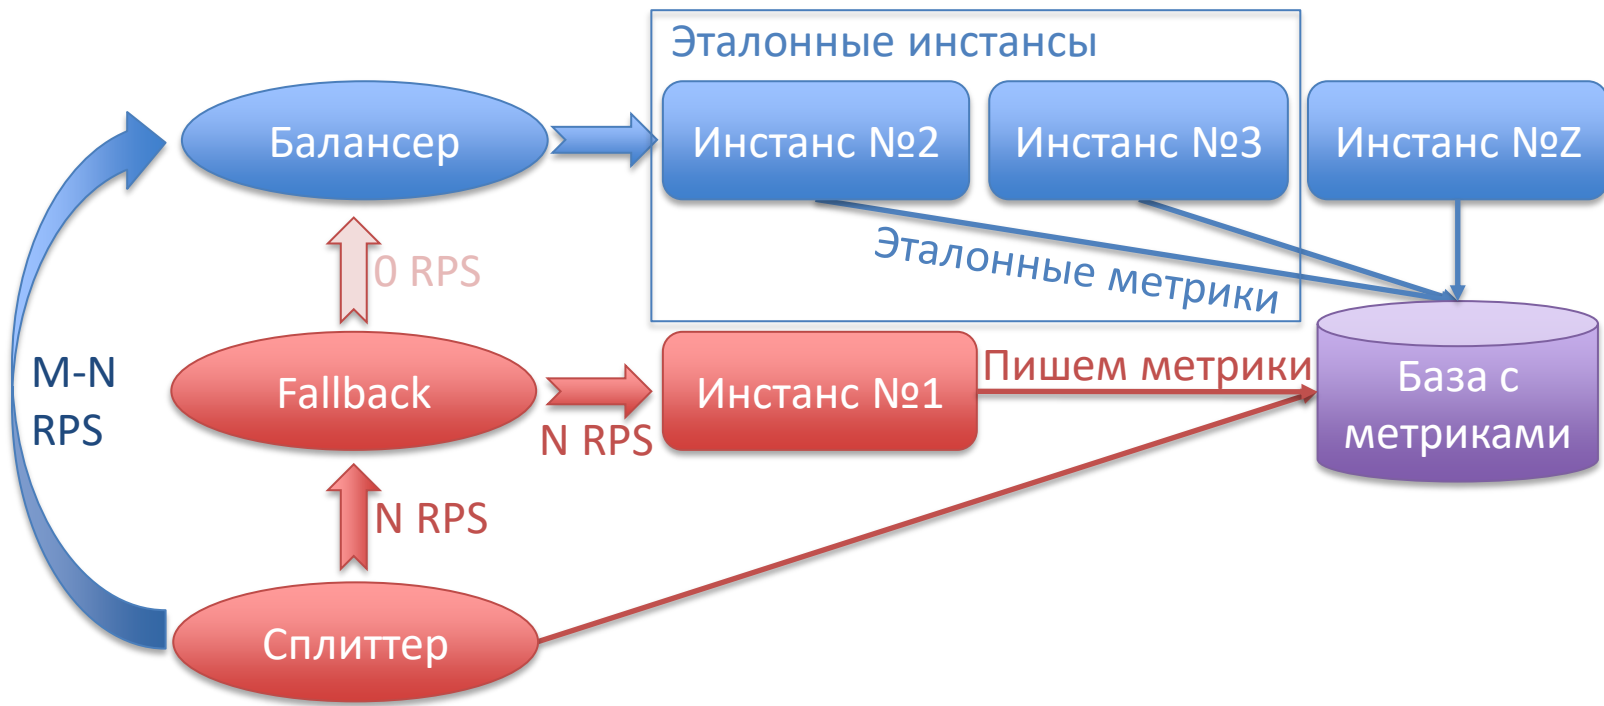 Эталонные инстансы
Балансер
Инстанс №2
Инстанс №3
Инстанс №Z
Эталонные метрики
0 RPS
M-N
RPS
Fallback
N RPS
Инстанс №1
Пишем метрики
База с
метриками
N RPS
Сплиттер